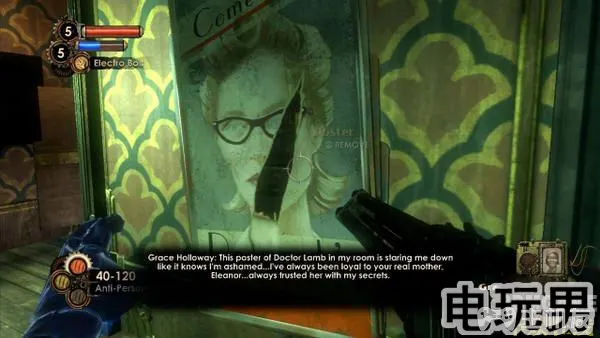 Come
5
5
Electro Bolt
Poster
REMOVE
Grace Holloway: This poster of Doctor Lamb in my room is staring me down
like it knows I'm ashamed...I've always been loyal to your real mother,
Eleanor...always trusted her with my secrets.
40-120
电玩男